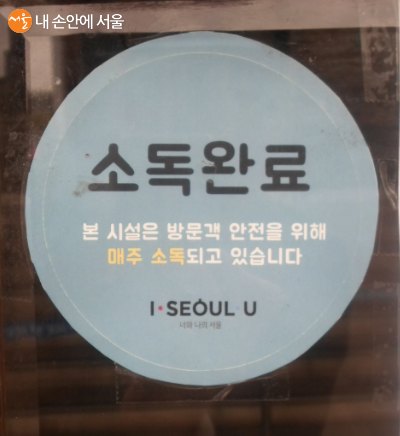 서울 내 손안에 서울
소독완료
본 시설은 방문객 안전을 위해
매주 소독되고 있습니다
I·SEOUL·U
너와 나의 서울